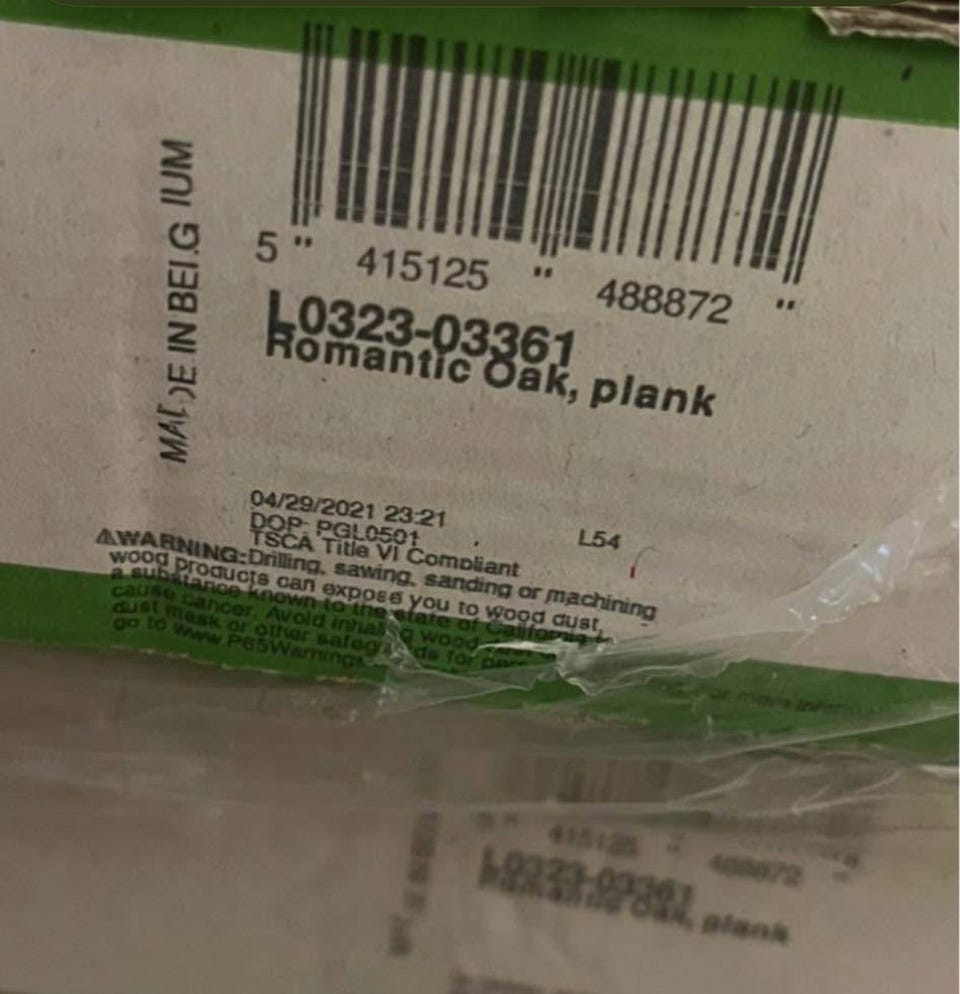 MADE IN BELGIUM
5 " 415125 " 488872 "
L0323-03361
Romantic Oak, plank
04/29/2021 23:21
DOP: PGL0501
L54
TSCA Title VI Compliant
⚠WARNING: Drilling, sawing, sanding or machining
wood products can expose you to wood dust,
a substance known to the state of California
cause cancer. Avoid inhaling wood
dust mask or other safeguards for
go to www.P65Warnings
415125 " 488872 "
L0323-03361
Romantic Oak, plank